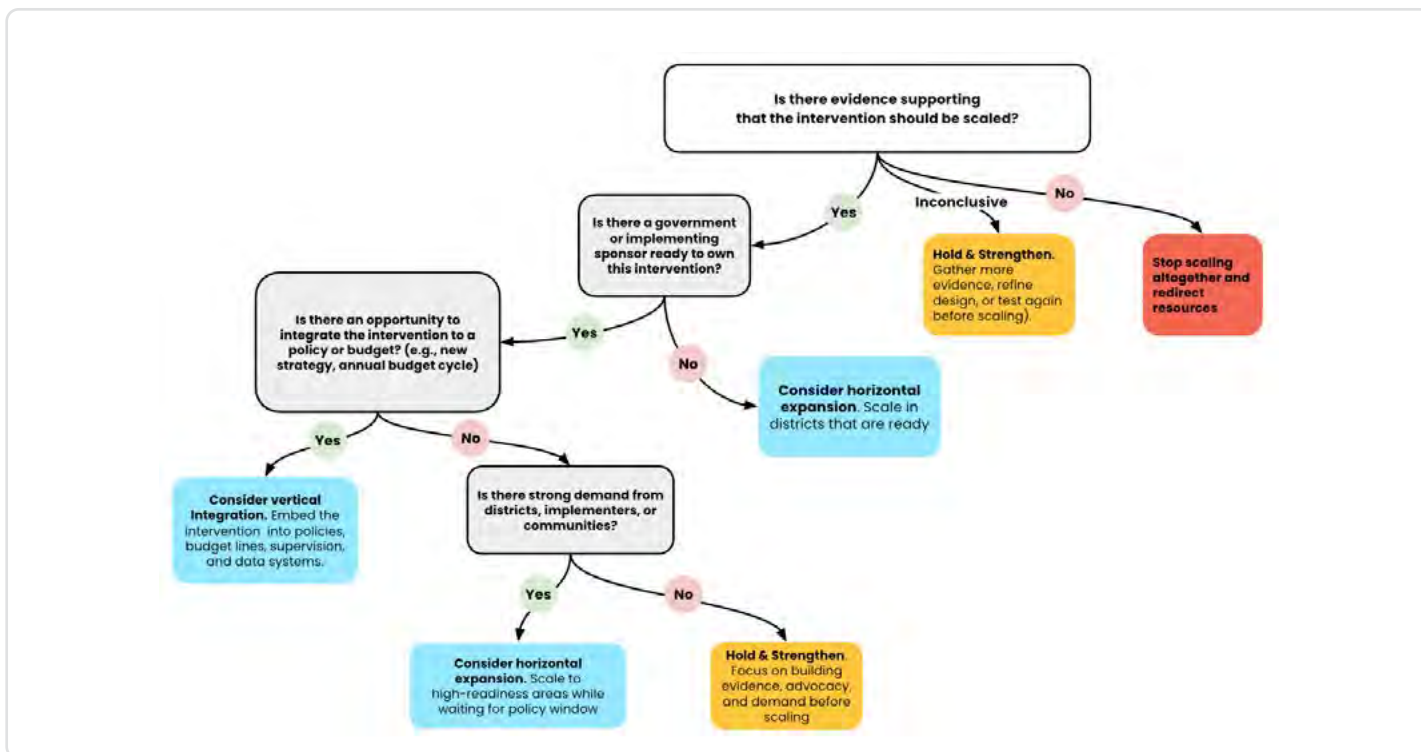 Is there evidence supporting
that the intervention should be scaled?
Yes
Inconclusive
No
Is there a government
or implementing
sponsor ready to own
this intervention?
Hold & Strengthen.
Gather more
evidence, refine
design, or test again
before scaling).
Stop scaling
altogether and
redirect
resources
Yes
No
Is there an opportunity to
integrate the intervention to a
policy or budget? (e.g., new
strategy, annual budget cycle)
Consider horizontal
expansion. Scale in
districts that are ready
Yes
No
Consider vertical
Integration. Embed the
intervention into policies,
budget lines, supervision,
and data systems.
Is there strong demand from
districts, implementers, or
communities?
Yes
No
Consider horizontal
expansion. Scale to
high-readiness areas while
waiting for policy window
Hold & Strengthen.
Focus on building
evidence, advocacy,
and demand before
scaling